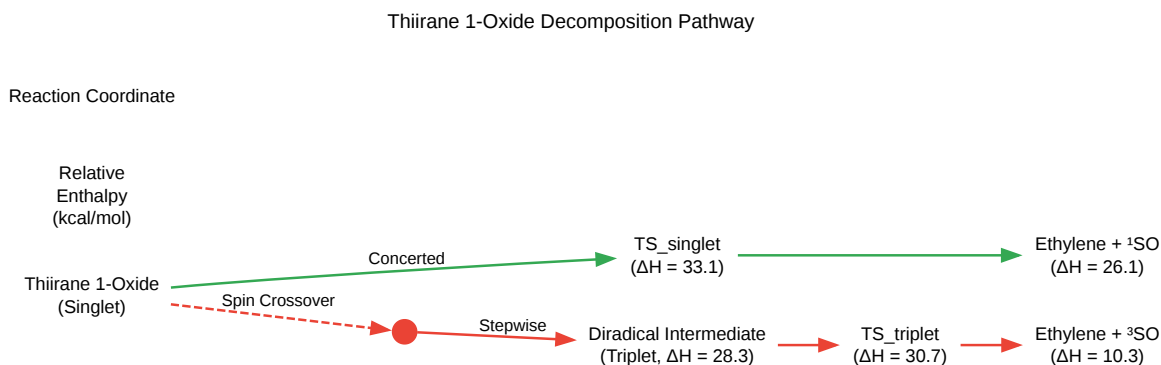 Thiirane 1-Oxide Decomposition Pathway
Reaction Coordinate
Relative
Enthalpy
(kcal/mol)
Thiirane 1-Oxide
(Singlet)
Concerted
TS_singlet
(ΔH = 33.1)
Ethylene + ¹SO
(ΔH = 26.1)
Spin Crossover
Stepwise
Diradical Intermediate
(Triplet, ΔH = 28.3)
TS_triplet
(ΔH = 30.7)
Ethylene + ³SO
(ΔH = 10.3)